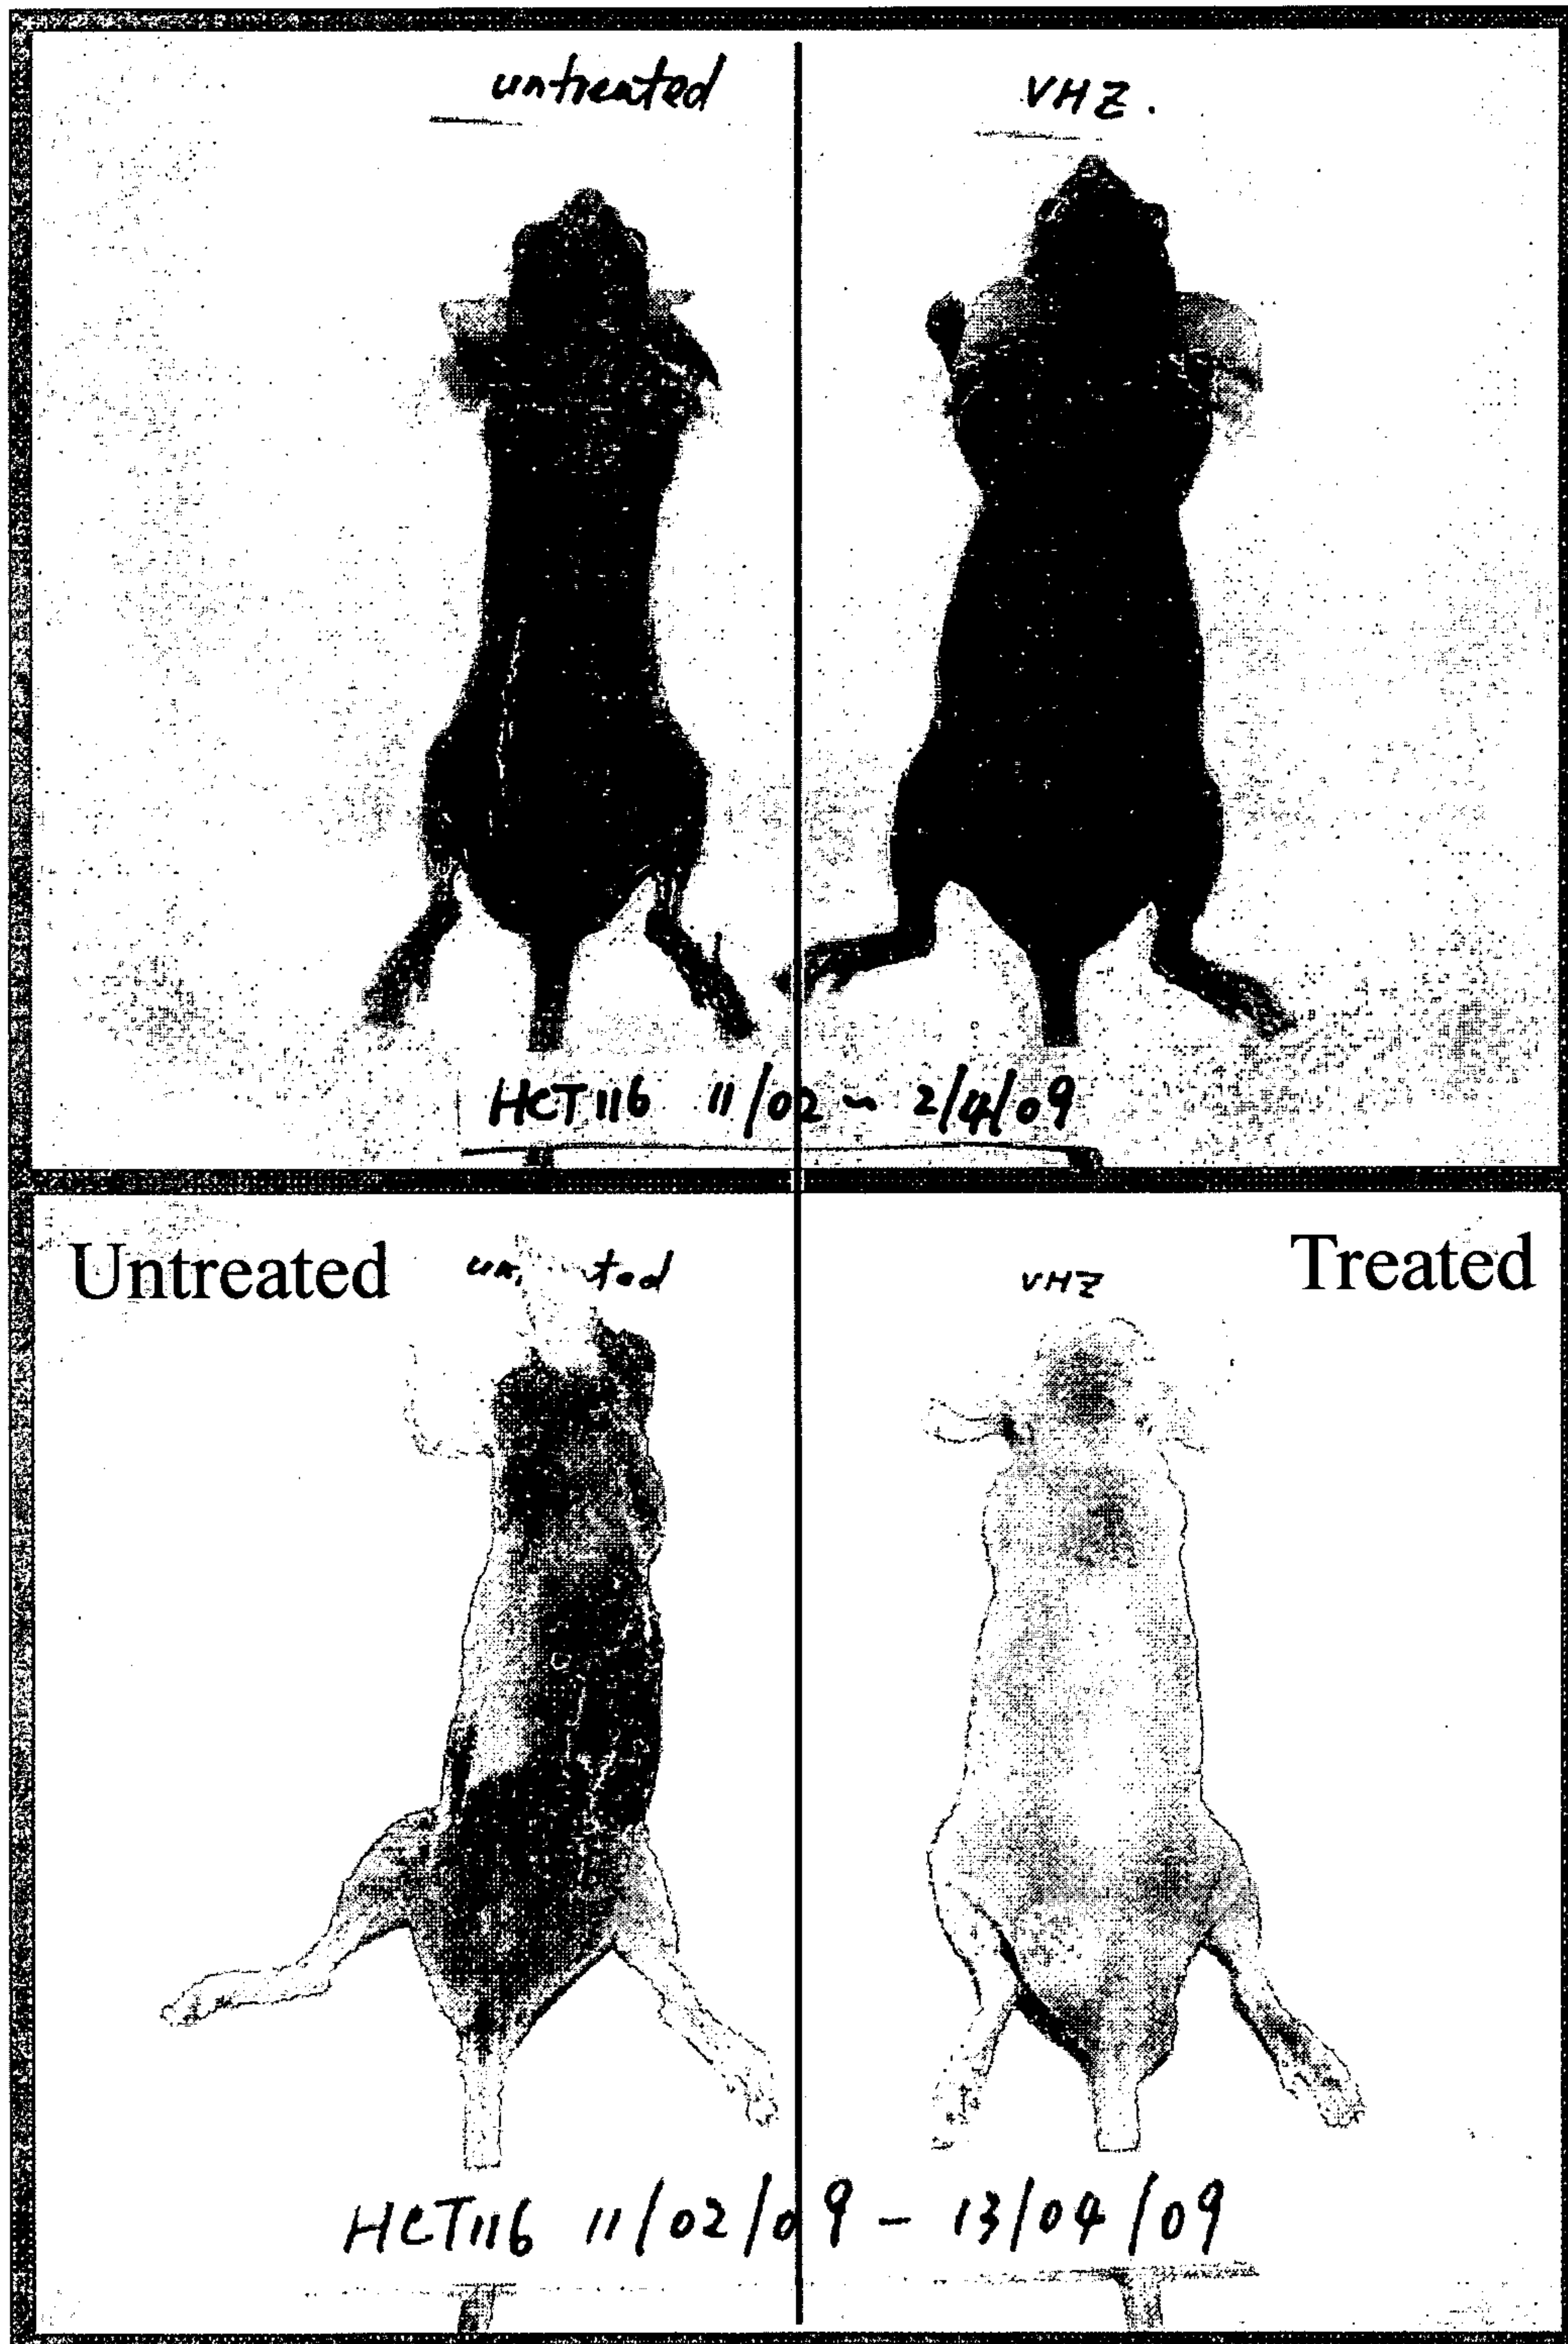 untreated
VHZ.
HCT116 11/02 ~ 2/4/09
Untreated
VHZ
Treated
HCT116 11/02/09 - 13/04/09